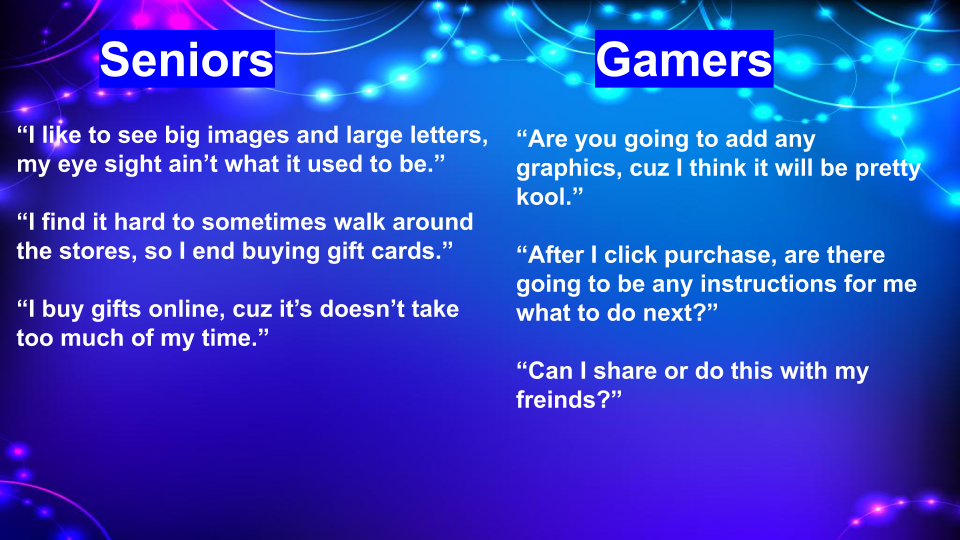 Seniors
“I like to see big images and large letters,
my eye sight ain’t what it used to be.”
“I find it hard to sometimes walk around
the stores, so I end buying gift cards.”
“I buy gifts online, cuz it’s doesn’t take
too much of my time.”
Gamers
“Are you going to add any
graphics, cuz I think it will be pretty
kool.”
“After I click purchase, are there
going to be any instructions for me
what to do next?”
“Can I share or do this with my
freinds?”